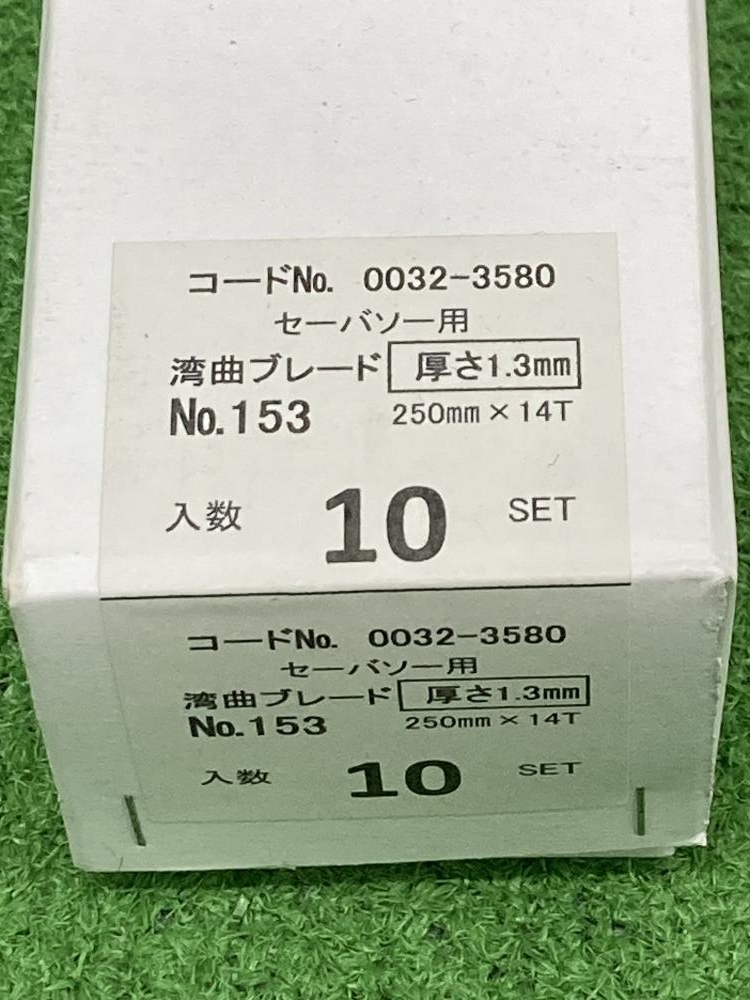 コードNo. 0032-3580
セーバソー用
湾曲ブレード 厚さ1.3mm
No.153 250mm×14T
入数 10 SET
コードNo. 0032-3580
セーバソー用
湾曲ブレード 厚さ1.3mm
No.153 250mm×14T
入数 10 SET